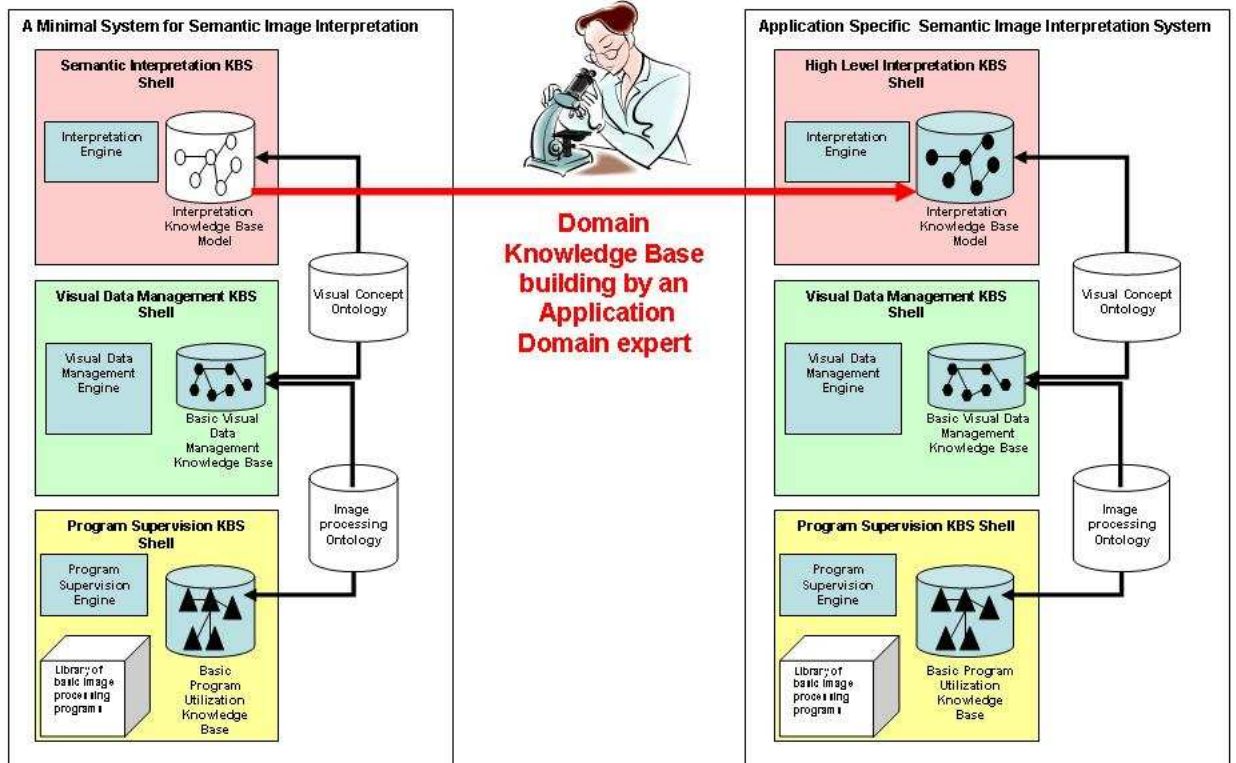 A Minimal System for Semantic Image Interpretation
Semantic Interpretation KBS
Shell
Interpretation
Engine
Interpretation
Knowledge Base
Model
Visual Concept
Ontology
Visual Data Management KBS
Shell
Visual Data
Management
Engine
Basic Visual
Data
Management
Knowledge Base
Image
processing
Ontology
Program Supervision KBS
Shell
Program
Supervision
Engine
Library of
basic image
processing
programs
Basic
Program
Utilization
Knowledge
Base
Domain
Knowledge Base
building by an
Application
Domain expert
Application Specific Semantic Image Interpretation System
High Level Interpretation KBS
Shell
Interpretation
Engine
Interpretation
Knowledge Base
Model
Visual Concept
Ontology
Visual Data Management KBS
Shell
Visual Data
Management
Engine
Basic Visual
Data Management
Knowledge Base
Image
processing
Ontology
Program Supervision KBS Shell
Program
Supervision
Engine
Library of
basic image
processing
programs
Basic Program
Utilization
Knowledge
Base